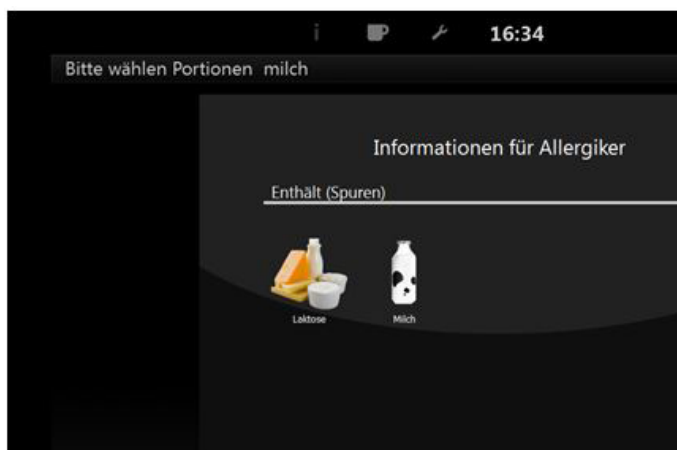 i 16:34
Bitte wählen Portionen milch
Informationen für Allergiker
Enthält (Spuren)
Laktose Milch